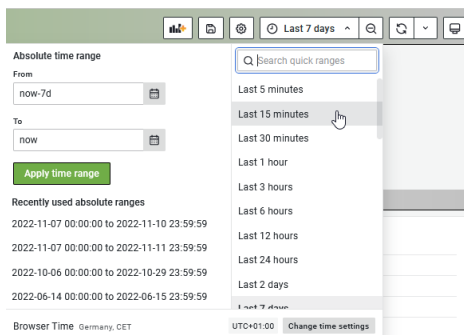 Last 7 days
Absolute time range
From
now-7d
To
now
Apply time range
Recently used absolute ranges
2022-11-07 00:00:00 to 2022-11-10 23:59:59
2022-11-07 00:00:00 to 2022-11-11 23:59:59
2022-10-06 00:00:00 to 2022-10-29 23:59:59
2022-06-14 00:00:00 to 2022-06-15 23:59:59
Search quick ranges
Last 5 minutes
Last 15 minutes
Last 30 minutes
Last 1 hour
Last 3 hours
Last 6 hours
Last 12 hours
Last 24 hours
Last 2 days
Last 7 days
Browser Time Germany, CET
UTC+01:00 Change time settings